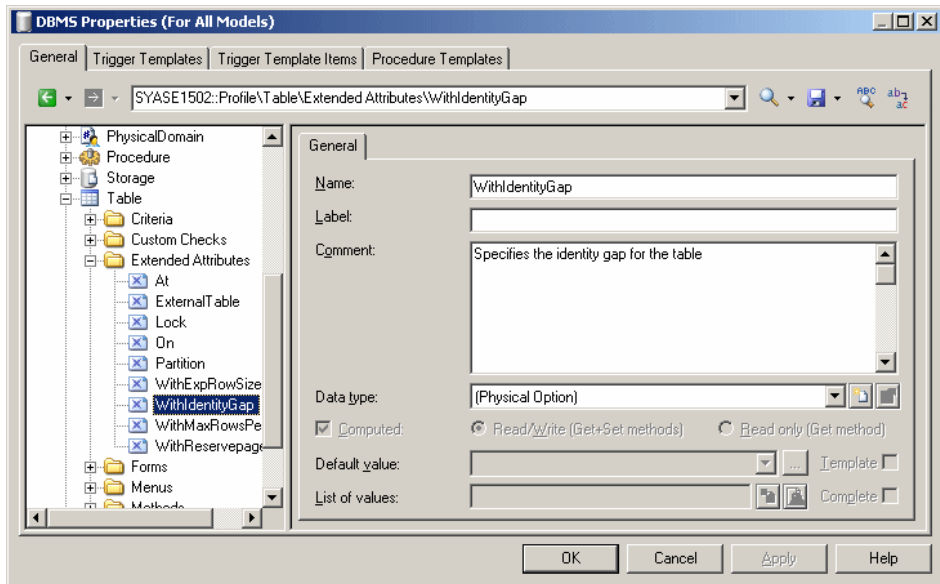 DBMS Properties (For All Models)
General Trigger Templates Trigger Template Items Procedure Templates
SYASE1502::Profile\Table\Extended Attributes\WithIdentityGap
PhysicalDomain
Procedure
Storage
Table
Criteria
Custom Checks
Extended Attributes
At
ExternalTable
Lock
On
Partition
WithExpRowSize
WithIdentityGap
WithMaxRowsPe
WithReservepage
Forms
Menus
Methods
General
Name: WithIdentityGap
Label:
Comment: Specifies the identity gap for the table
Data type: (Physical Option)
Computed: Read/Write (Get+Set methods) Read only (Get method)
Default value: ... Template
List of values: Complete
OK Cancel Apply Help